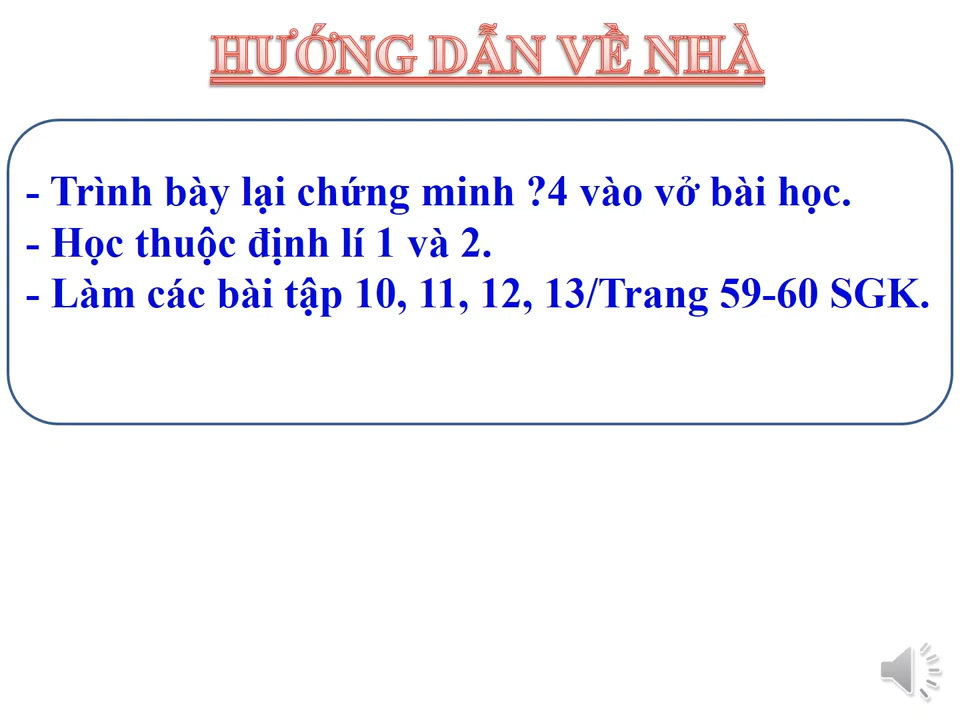 HƯỚNG DẪN VỀ NHÀ
- Trình bày lại chứng minh ?4 vào vở bài học.
- Học thuộc định lí 1 và 2.
- Làm các bài tập 10, 11, 12, 13/Trang 59-60 SGK.